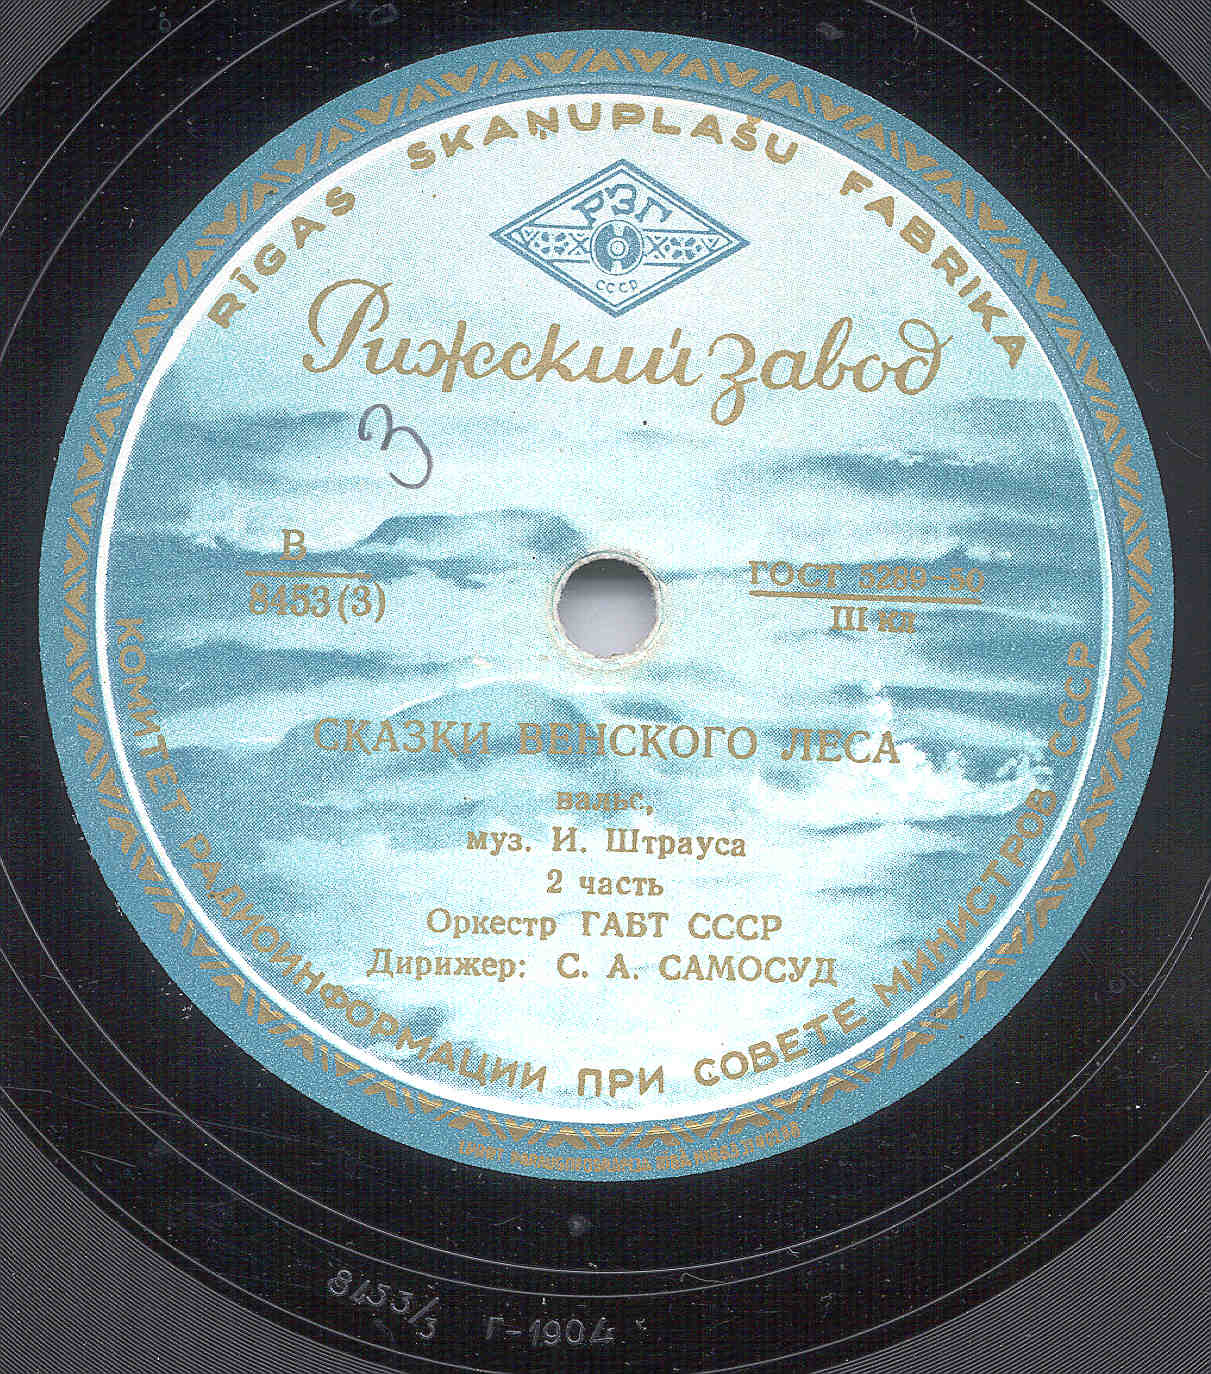 RĪGAS SKAŅUPLAŠU FABRIKA
РЗГ
СССР
Рижский завод
3
В
8453 (3)
ГОСТ 5289-50
III кл
СКАЗКИ ВЕНСКОГО ЛЕСА
вальс,
муз. И. Штрауса
2 часть
Оркестр ГАБТ СССР
Дирижер: С. А. САМОСУД
КОМИТЕТ РАДИОИНФОРМАЦИИ ПРИ СОВЕТЕ МИНИСТРОВ СССР
8453/3 Г-1904